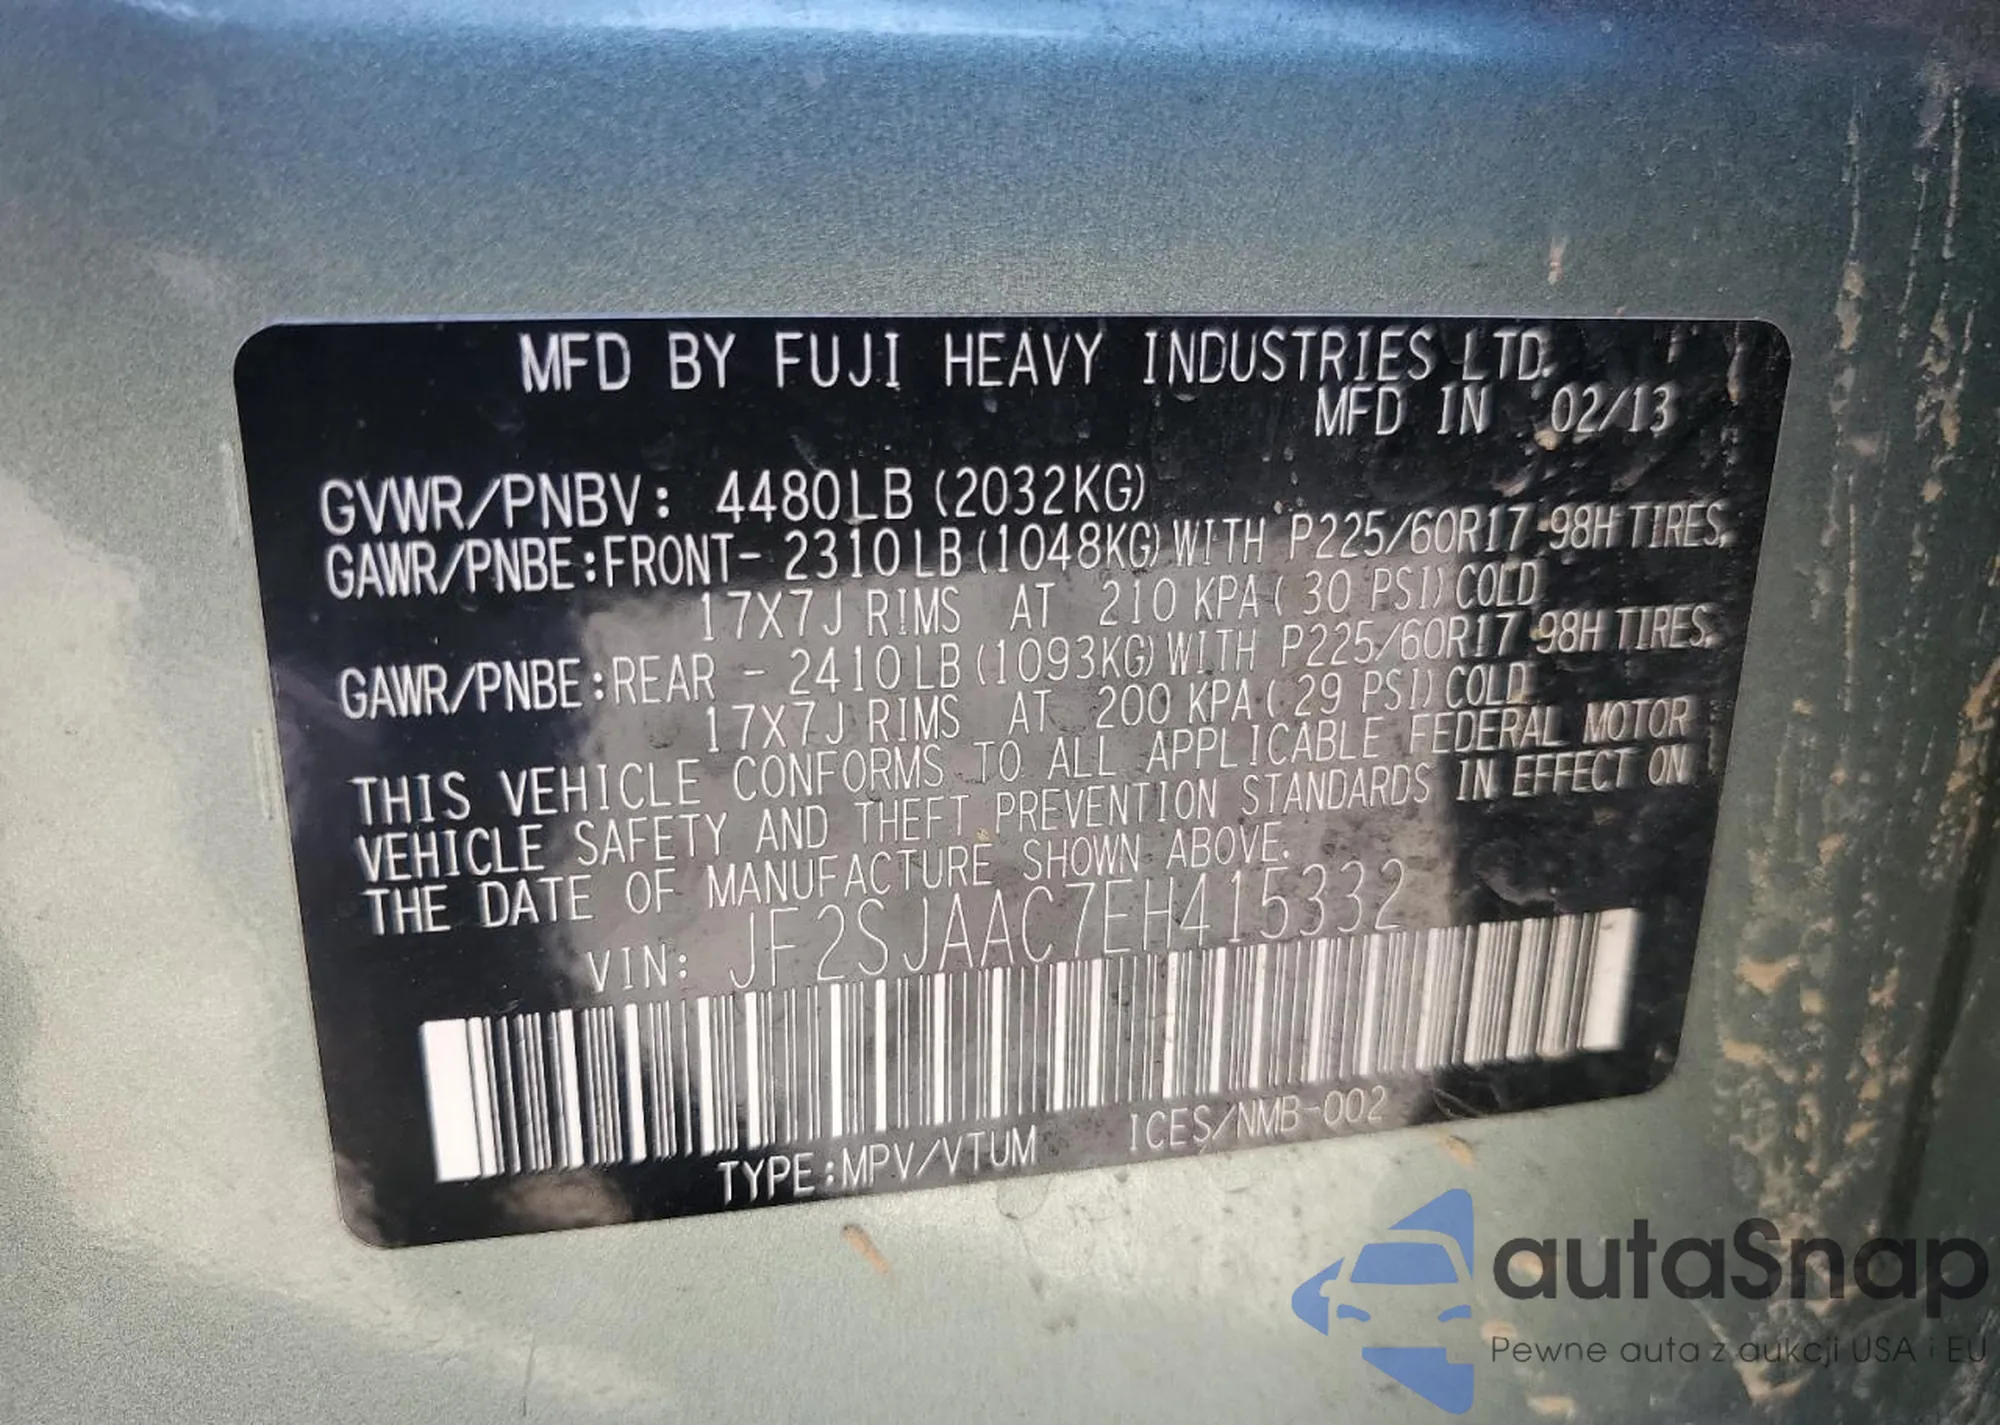 MFD BY FUJI HEAVY INDUSTRIES LTD.
MFD IN 02/13
GVWR/PNBV: 4480LB (2032KG)
GAWR/PNBE:FRONT- 2310LB (1048KG) WITH P225/60R17 98H TIRES,
17X7J RIMS AT 210 KPA ( 30 PSI) COLD
GAWR/PNBE:REAR - 2410LB (1093KG) WITH P225/60R17 98H TIRES,
17X7J RIMS AT 200 KPA ( 29 PSI) COLD.
THIS VEHICLE CONFORMS TO ALL APPLICABLE FEDERAL MOTOR
VEHICLE SAFETY AND THEFT PREVENTION STANDARDS IN EFFECT ON
THE DATE OF MANUFACTURE SHOWN ABOVE.
VIN: JF2SJAAC7EH415332
TYPE:MPV/VTUM ICES/NMB-002
autaSnap
Pewne auta z aukcji USA i EU